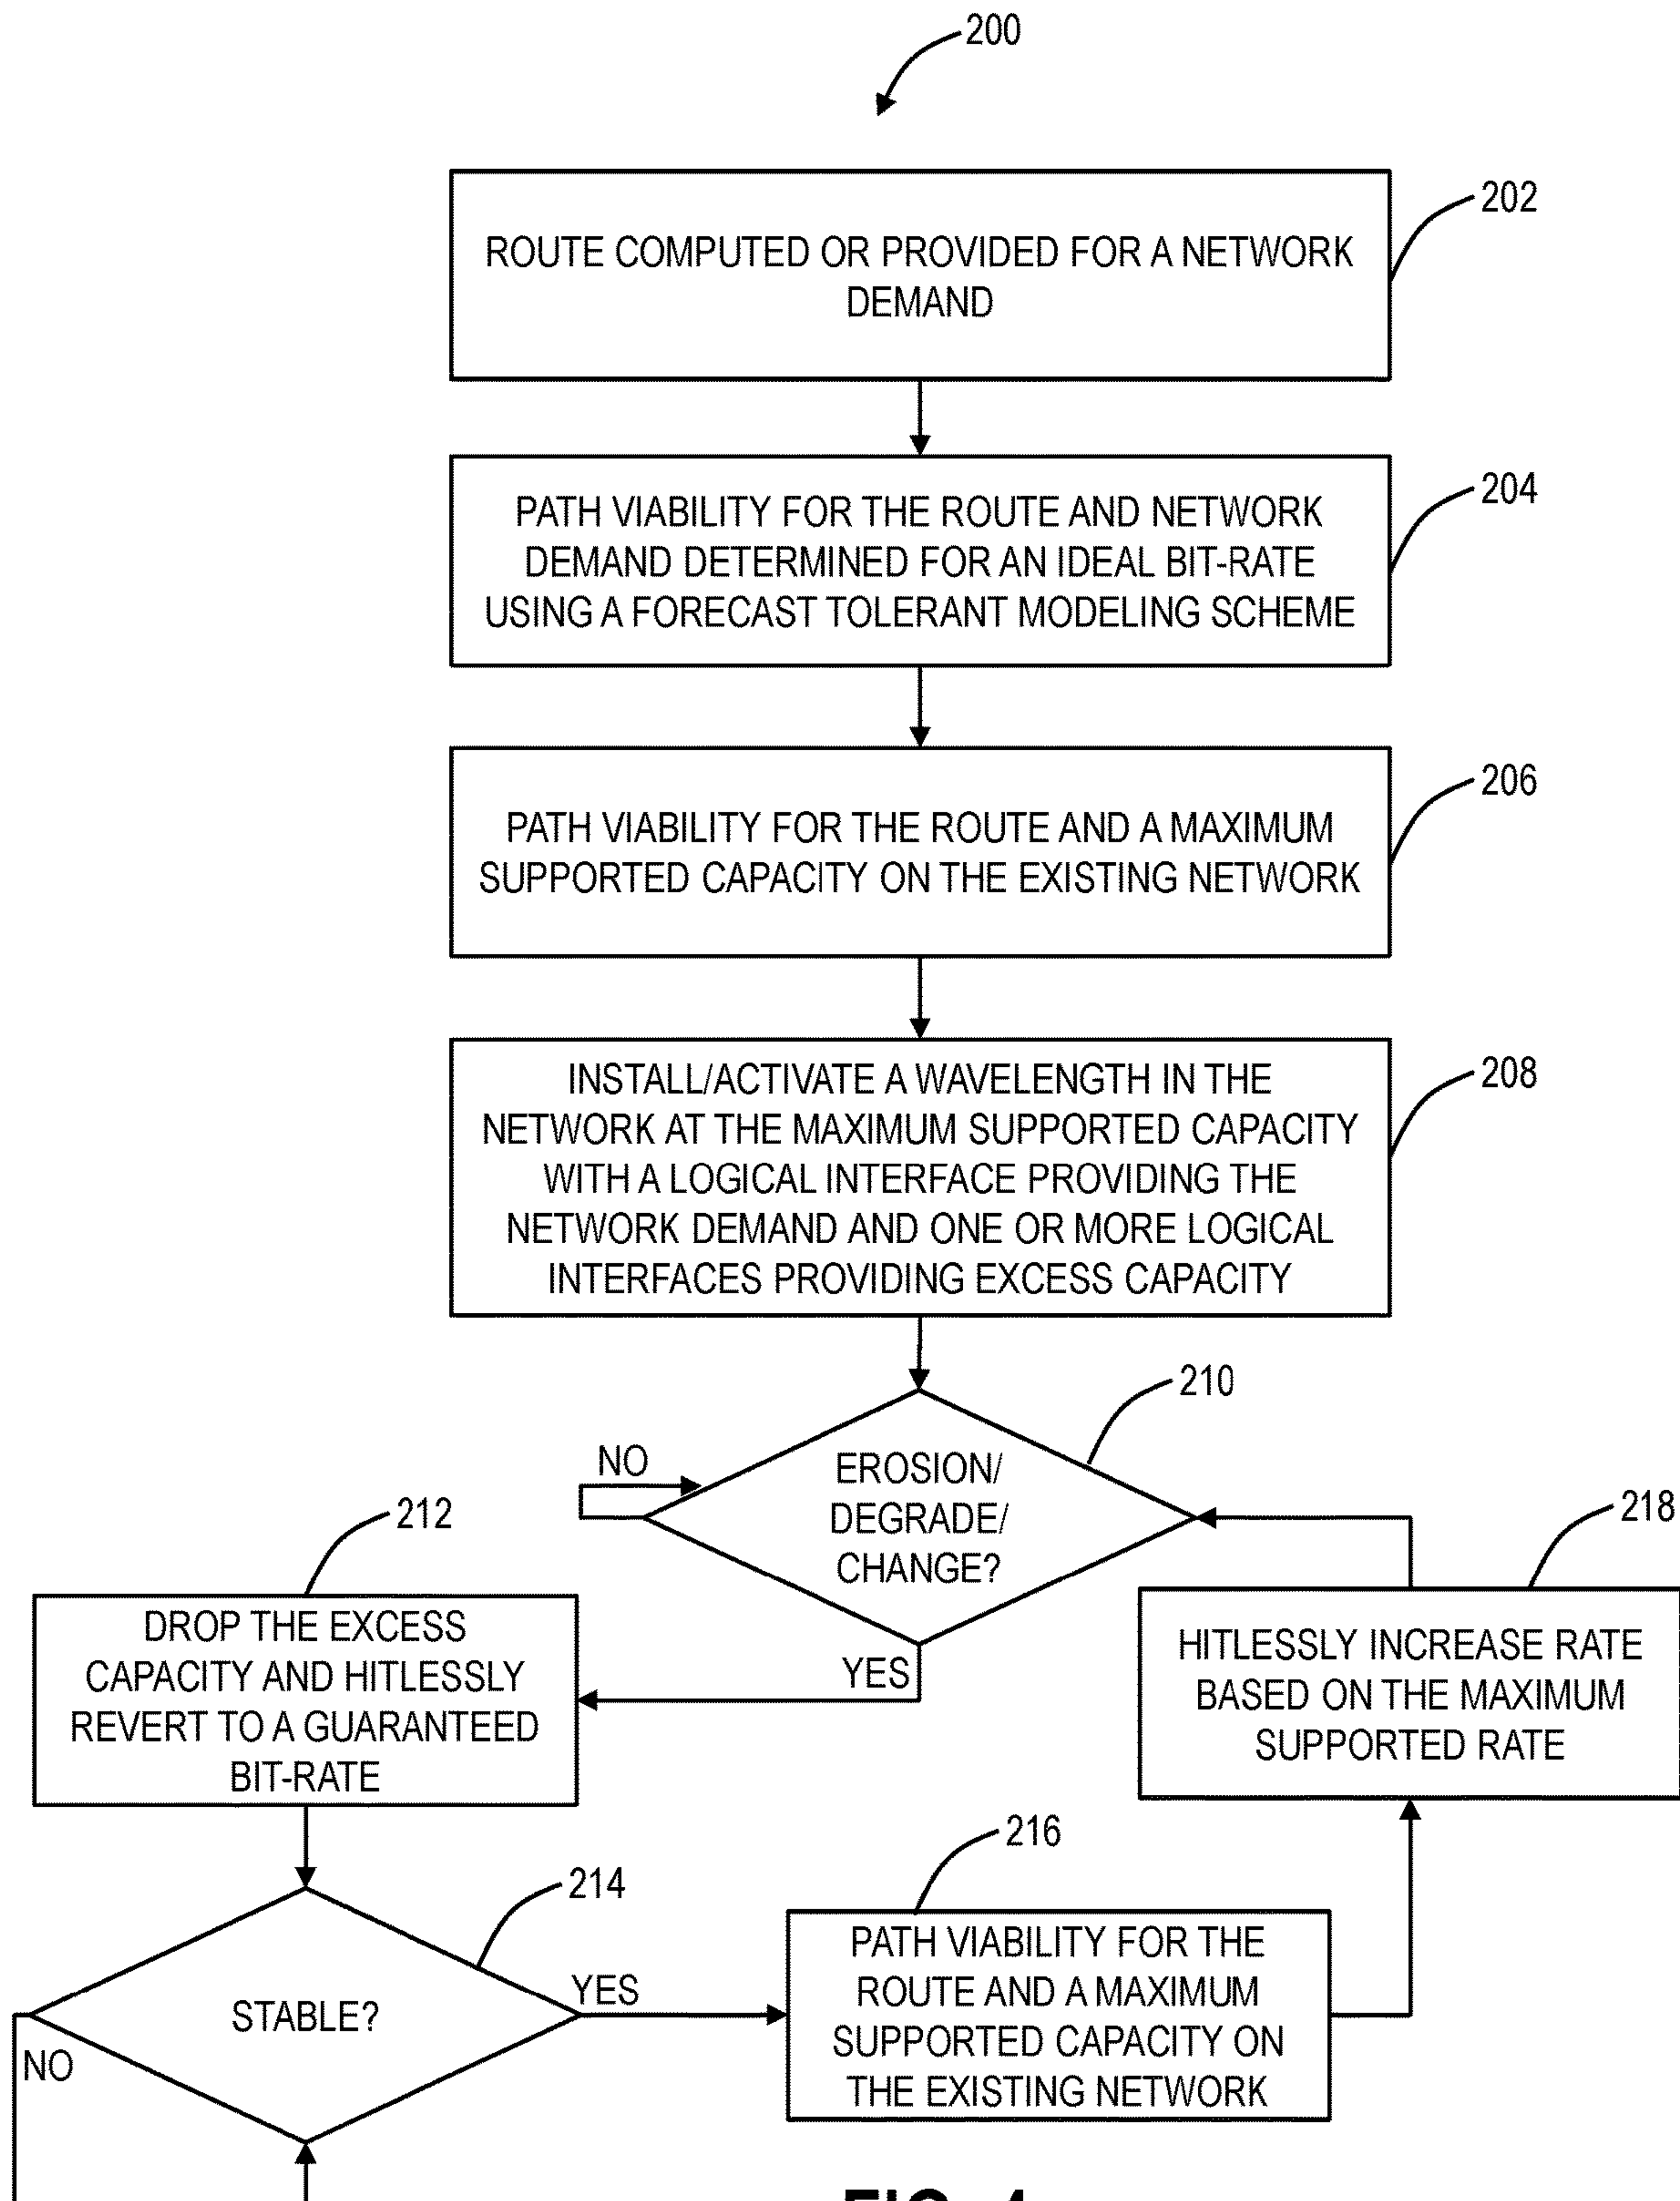 200
202
ROUTE COMPUTED OR PROVIDED FOR A NETWORK
DEMAND
204
PATH VIABILITY FOR THE ROUTE AND NETWORK
DEMAND DETERMINED FOR AN IDEAL BIT-RATE
USING A FORECAST TOLERANT MODELING SCHEME
206
PATH VIABILITY FOR THE ROUTE AND A MAXIMUM
SUPPORTED CAPACITY ON THE EXISTING NETWORK
208
INSTALL/ACTIVATE A WAVELENGTH IN THE
NETWORK AT THE MAXIMUM SUPPORTED CAPACITY
WITH A LOGICAL INTERFACE PROVIDING THE
NETWORK DEMAND AND ONE OR MORE LOGICAL
INTERFACES PROVIDING EXCESS CAPACITY
210
NO
EROSION/
DEGRADE/
CHANGE?
YES
212
DROP THE EXCESS
CAPACITY AND HITLESSLY
REVERT TO A GUARANTEED
BIT-RATE
218
HITLESSLY INCREASE RATE
BASED ON THE MAXIMUM
SUPPORTED RATE
214
STABLE?
YES
NO
216
PATH VIABILITY FOR THE
ROUTE AND A MAXIMUM
SUPPORTED CAPACITY ON
THE EXISTING NETWORK